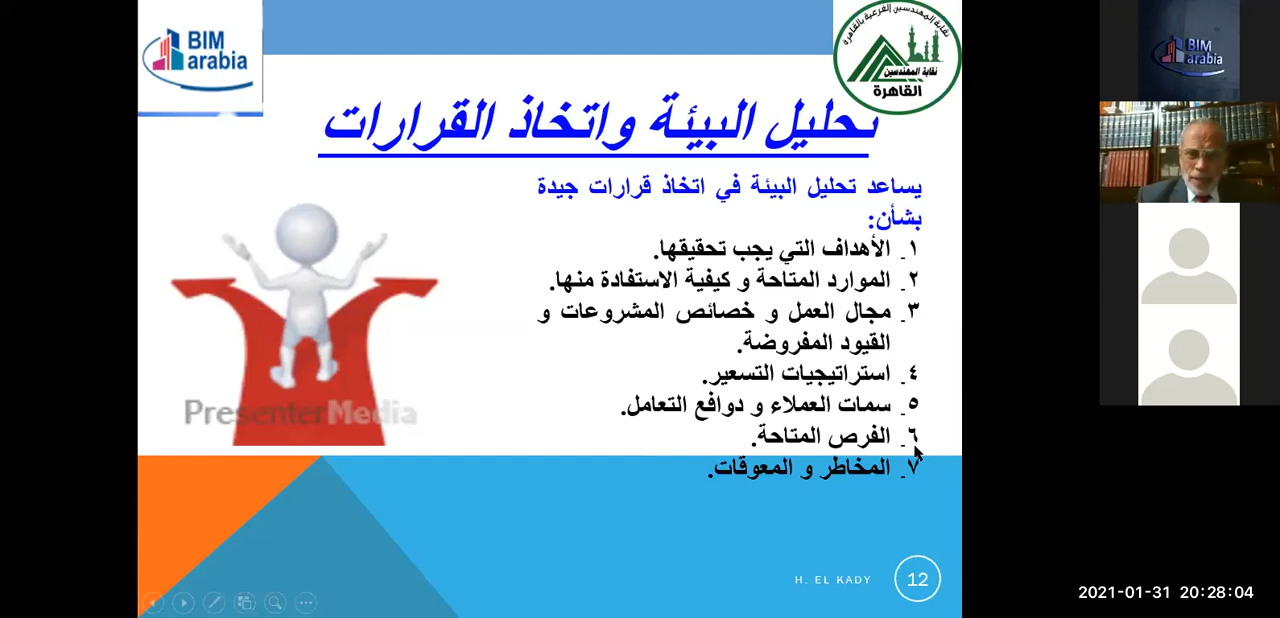 BIM
arabia
نقابة المهندسين الفرعية بالقاهرة
نقابة المهندسين
القاهرة
تحليل البيئة واتخاذ القرارات
يساعد تحليل البيئة في اتخاذ قرارات جيدة
بشأن:
١- الأهداف التي يجب تحقيقها.
٢- الموارد المتاحة و كيفية الاستفادة منها.
٣- مجال العمل و خصائص المشروعات و
القيود المفروضة.
٤- استراتيجيات التسعير.
٥- سمات العملاء و دوافع التعامل.
٦- الفرص المتاحة.
٧- المخاطر و المعوقات.
PresenterMedia
H. EL KADY
12
BIM
arabia
2021-01-31 20:28:04